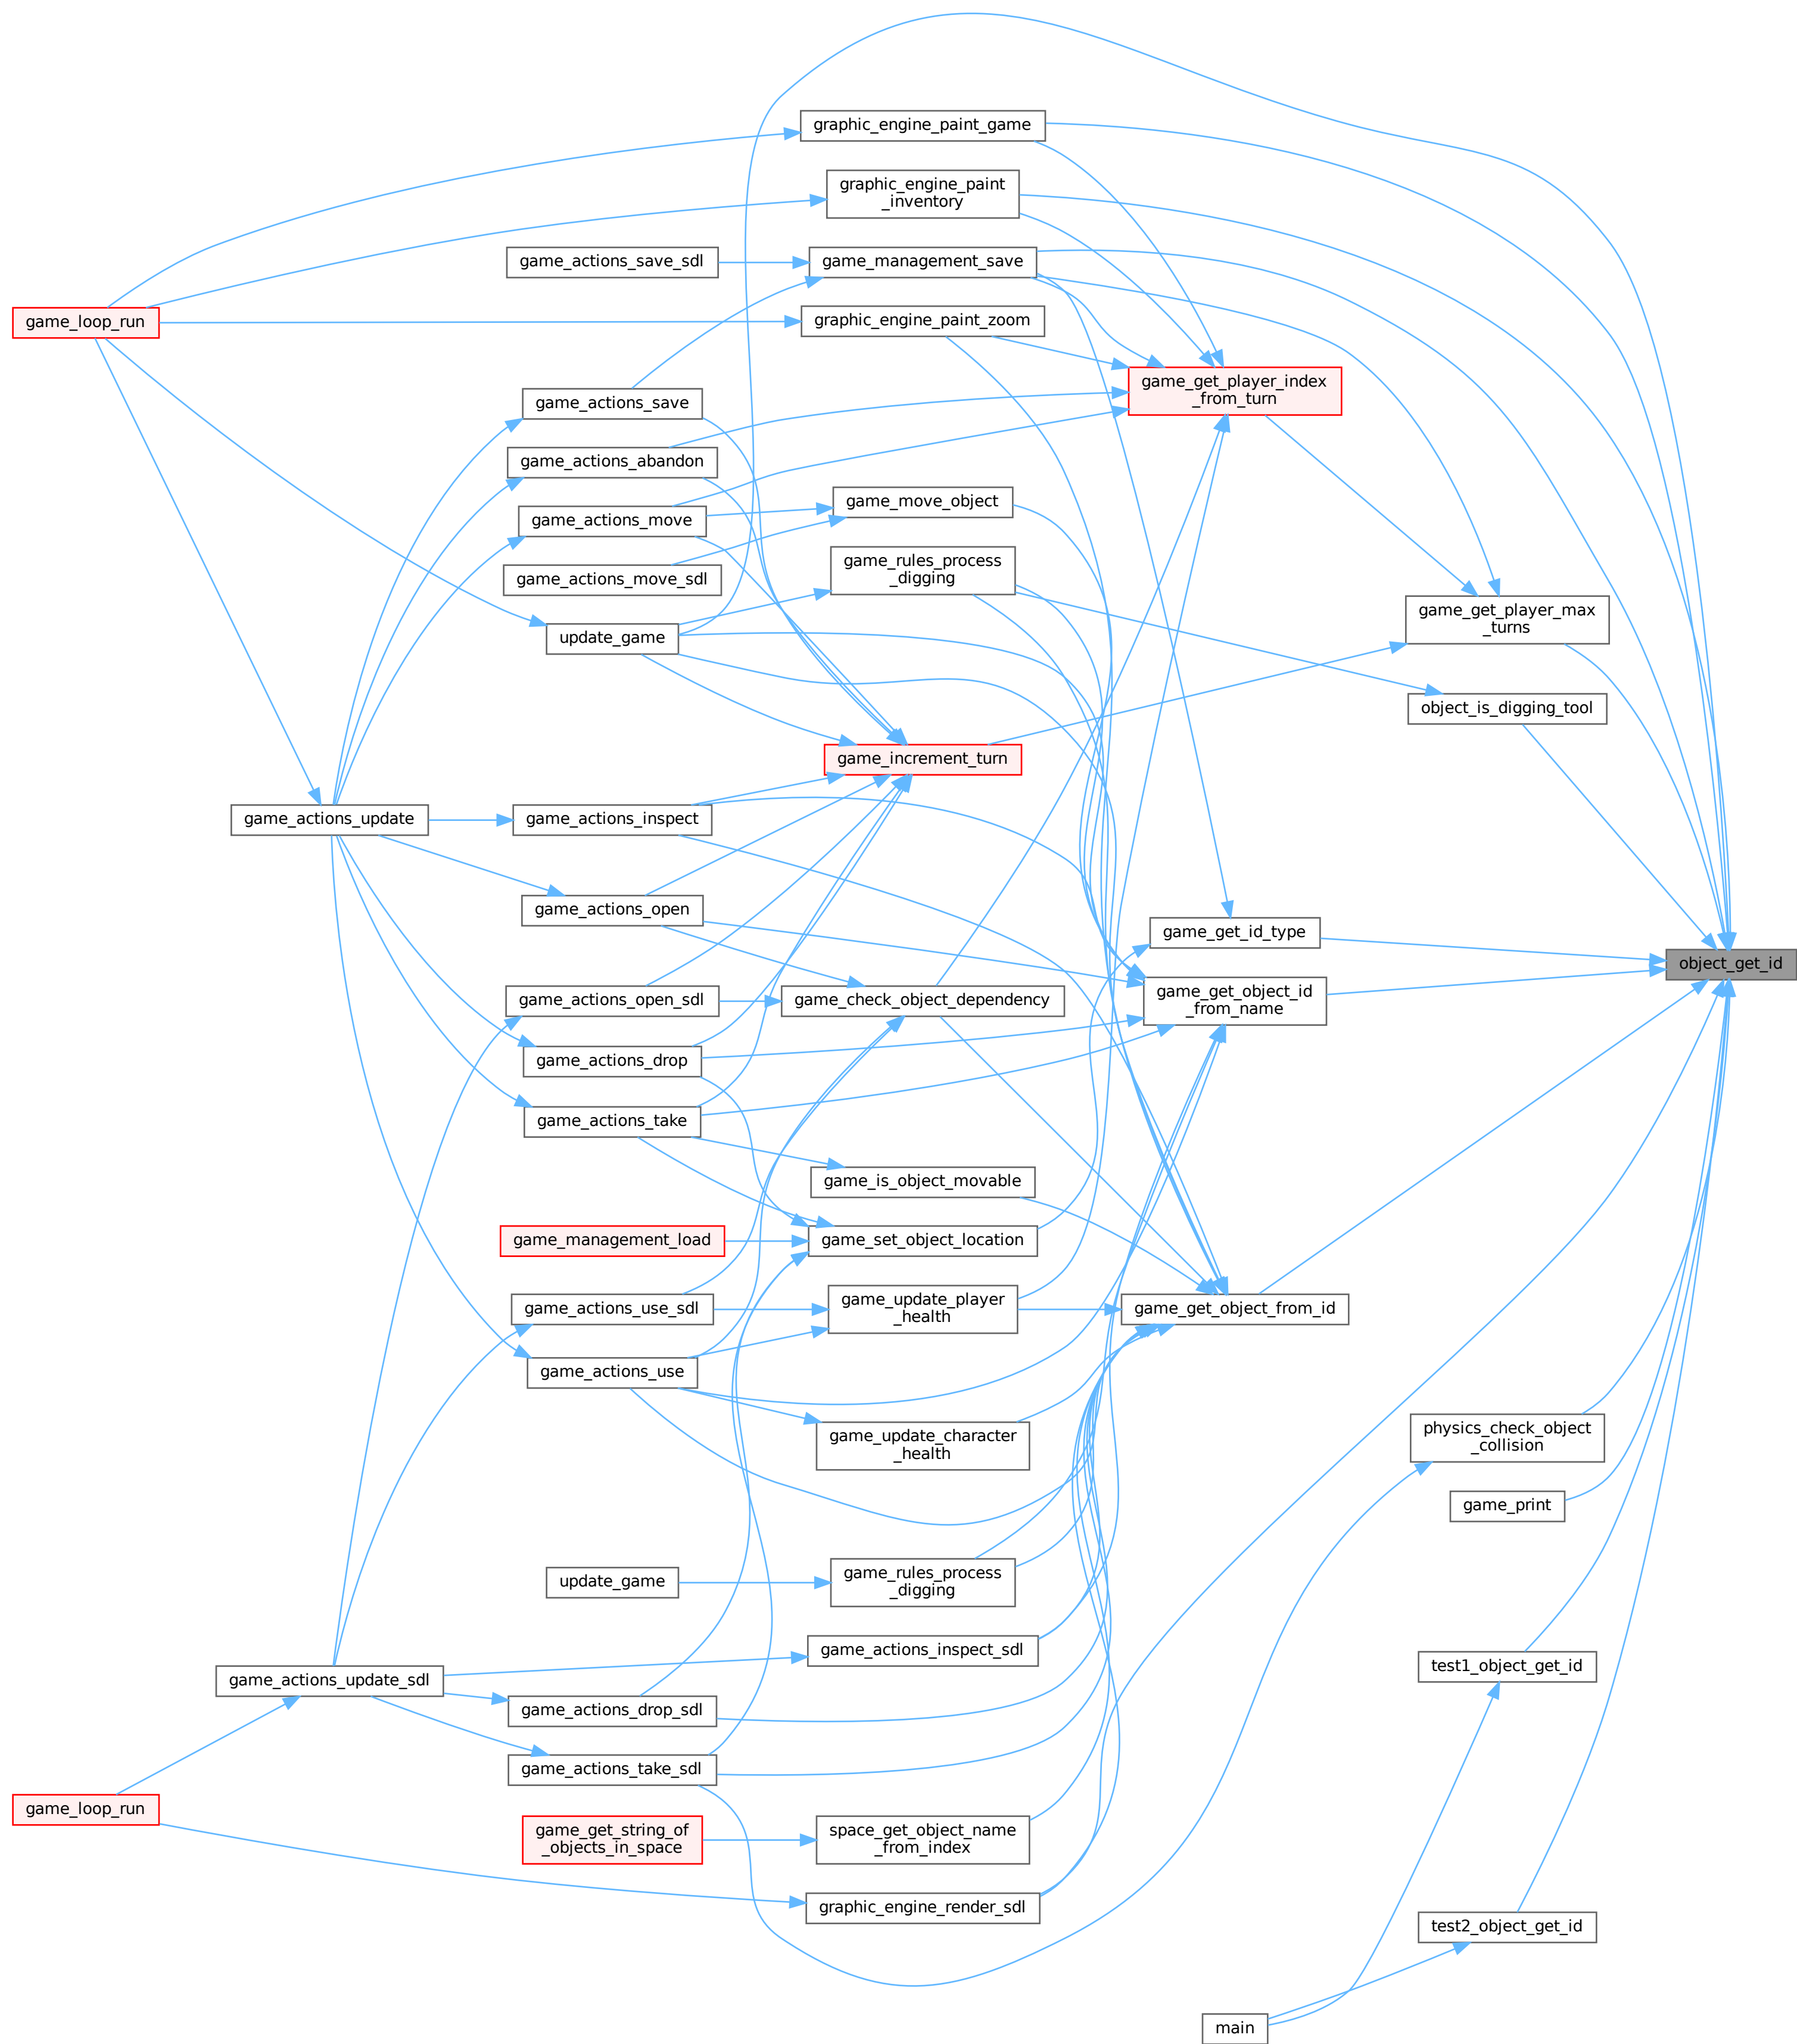 graphic_engine_paint_game
graphic_engine_paint
_inventory
game_actions_save_sdl
game_management_save
game_loop_run
graphic_engine_paint_zoom
game_get_player_index
_from_turn
game_actions_save
game_actions_abandon
game_move_object
game_actions_move
game_rules_process
_digging
game_actions_move_sdl
game_get_player_max
_turns
update_game
object_is_digging_tool
game_increment_turn
game_actions_update
game_actions_inspect
game_actions_open
game_get_id_type
object_get_id
game_get_object_id
_from_name
game_actions_open_sdl
game_check_object_dependency
game_actions_drop
game_actions_take
game_is_object_movable
game_management_load
game_set_object_location
game_update_player
_health
game_actions_use_sdl
game_get_object_from_id
game_actions_use
game_update_character
_health
physics_check_object
_collision
game_print
game_rules_process
_digging
update_game
game_actions_inspect_sdl
test1_object_get_id
game_actions_update_sdl
game_actions_drop_sdl
game_actions_take_sdl
game_loop_run
game_get_string_of
_objects_in_space
space_get_object_name
_from_index
graphic_engine_render_sdl
test2_object_get_id
main